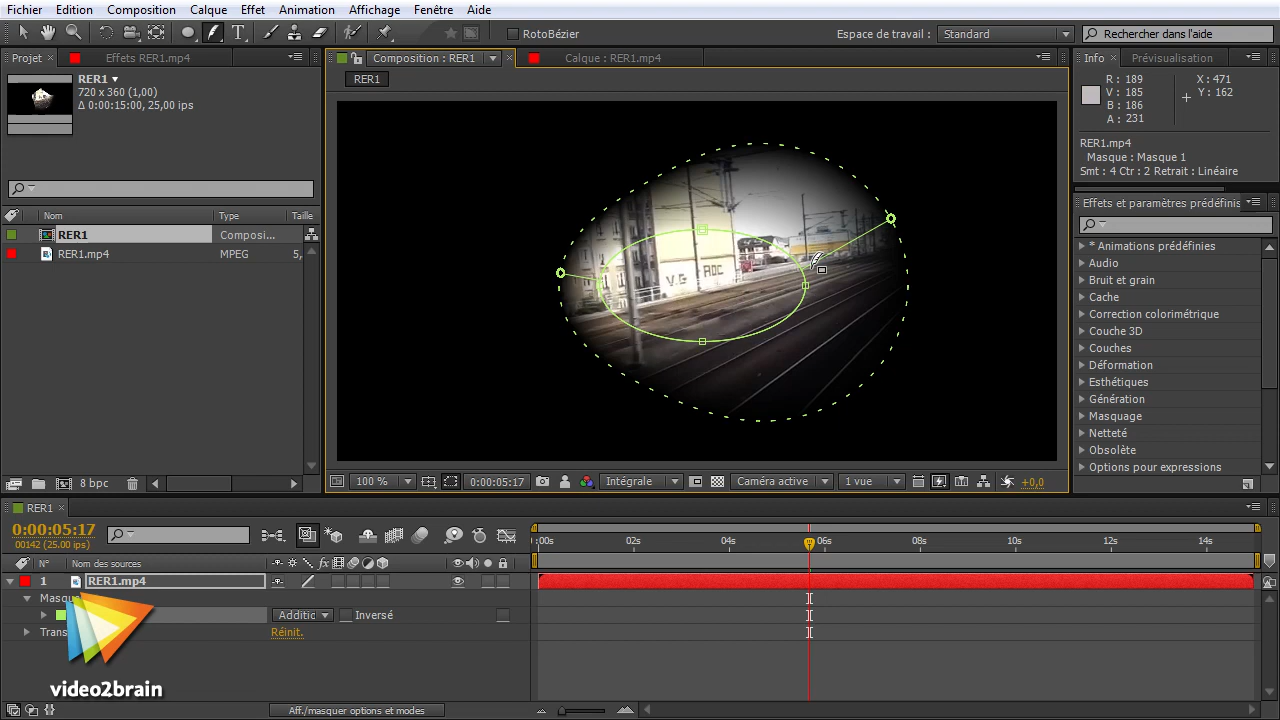 Fichier Edition Composition Calque Effet Animation Affichage Fenêtre Aide
RotoBézier Espace de travail : Standard Rechercher dans l'aide
Projet Effets RER1.mp4 Composition : RER1 Calque : RER1.mp4 Info Prévisualisation
RER1
720 x 360 (1,00)
Δ 0:00:15:00, 25,00 ips
RER1
R : 189
V : 185
B : 186
A : 231
X : 471
Y : 162
RER1.mp4
Masque : Masque 1
Smt : 4 Ctr : 2 Retrait : Linéaire
Nom Type Taille
RER1 Composi...
RER1.mp4 MPEG 5,
Effets et paramètres prédéfinis
* Animations prédéfinies
Audio
Bruit et grain
Cache
Correction colorimétrique
Couche 3D
Couches
Déformation
Esthétiques
Génération
Masquage
Netteté
Obsolète
Options pour expressions
V.G ROC
8 bpc
100 % 0:00:05:17 Intégrale Caméra active 1 vue +0,0
RER1
0:00:05:17
00142 (25.00 ips)
:00s 02s 04s 06s 08s 10s 12s 14s
N° Nom des sources
1 RER1.mp4
Masqu
Additic Inversé
Trans Réinit.
video2brain
Aff./masquer options et modes